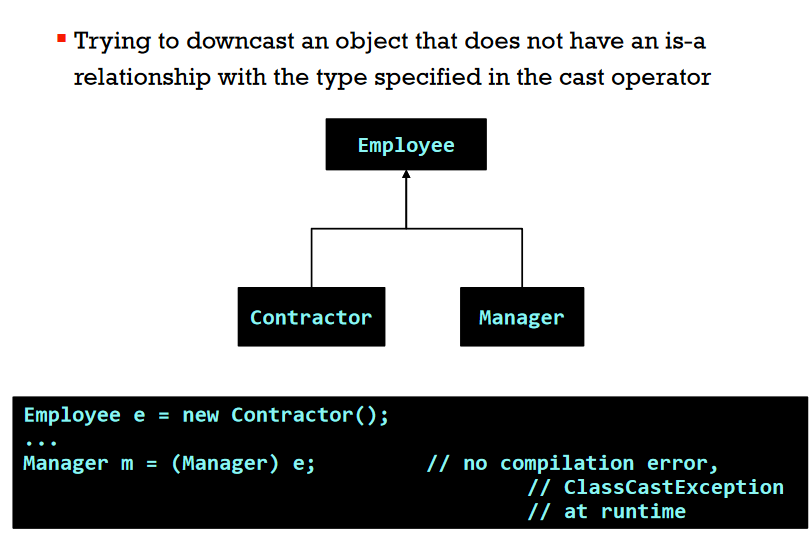 Trying to downcast an object that does not have an is-a
relationship with the type specified in the cast operator
Employee
Contractor
Manager
Employee e = new Contractor();
...
Manager m = (Manager) e; // no compilation error,
// ClassCastException
// at runtime